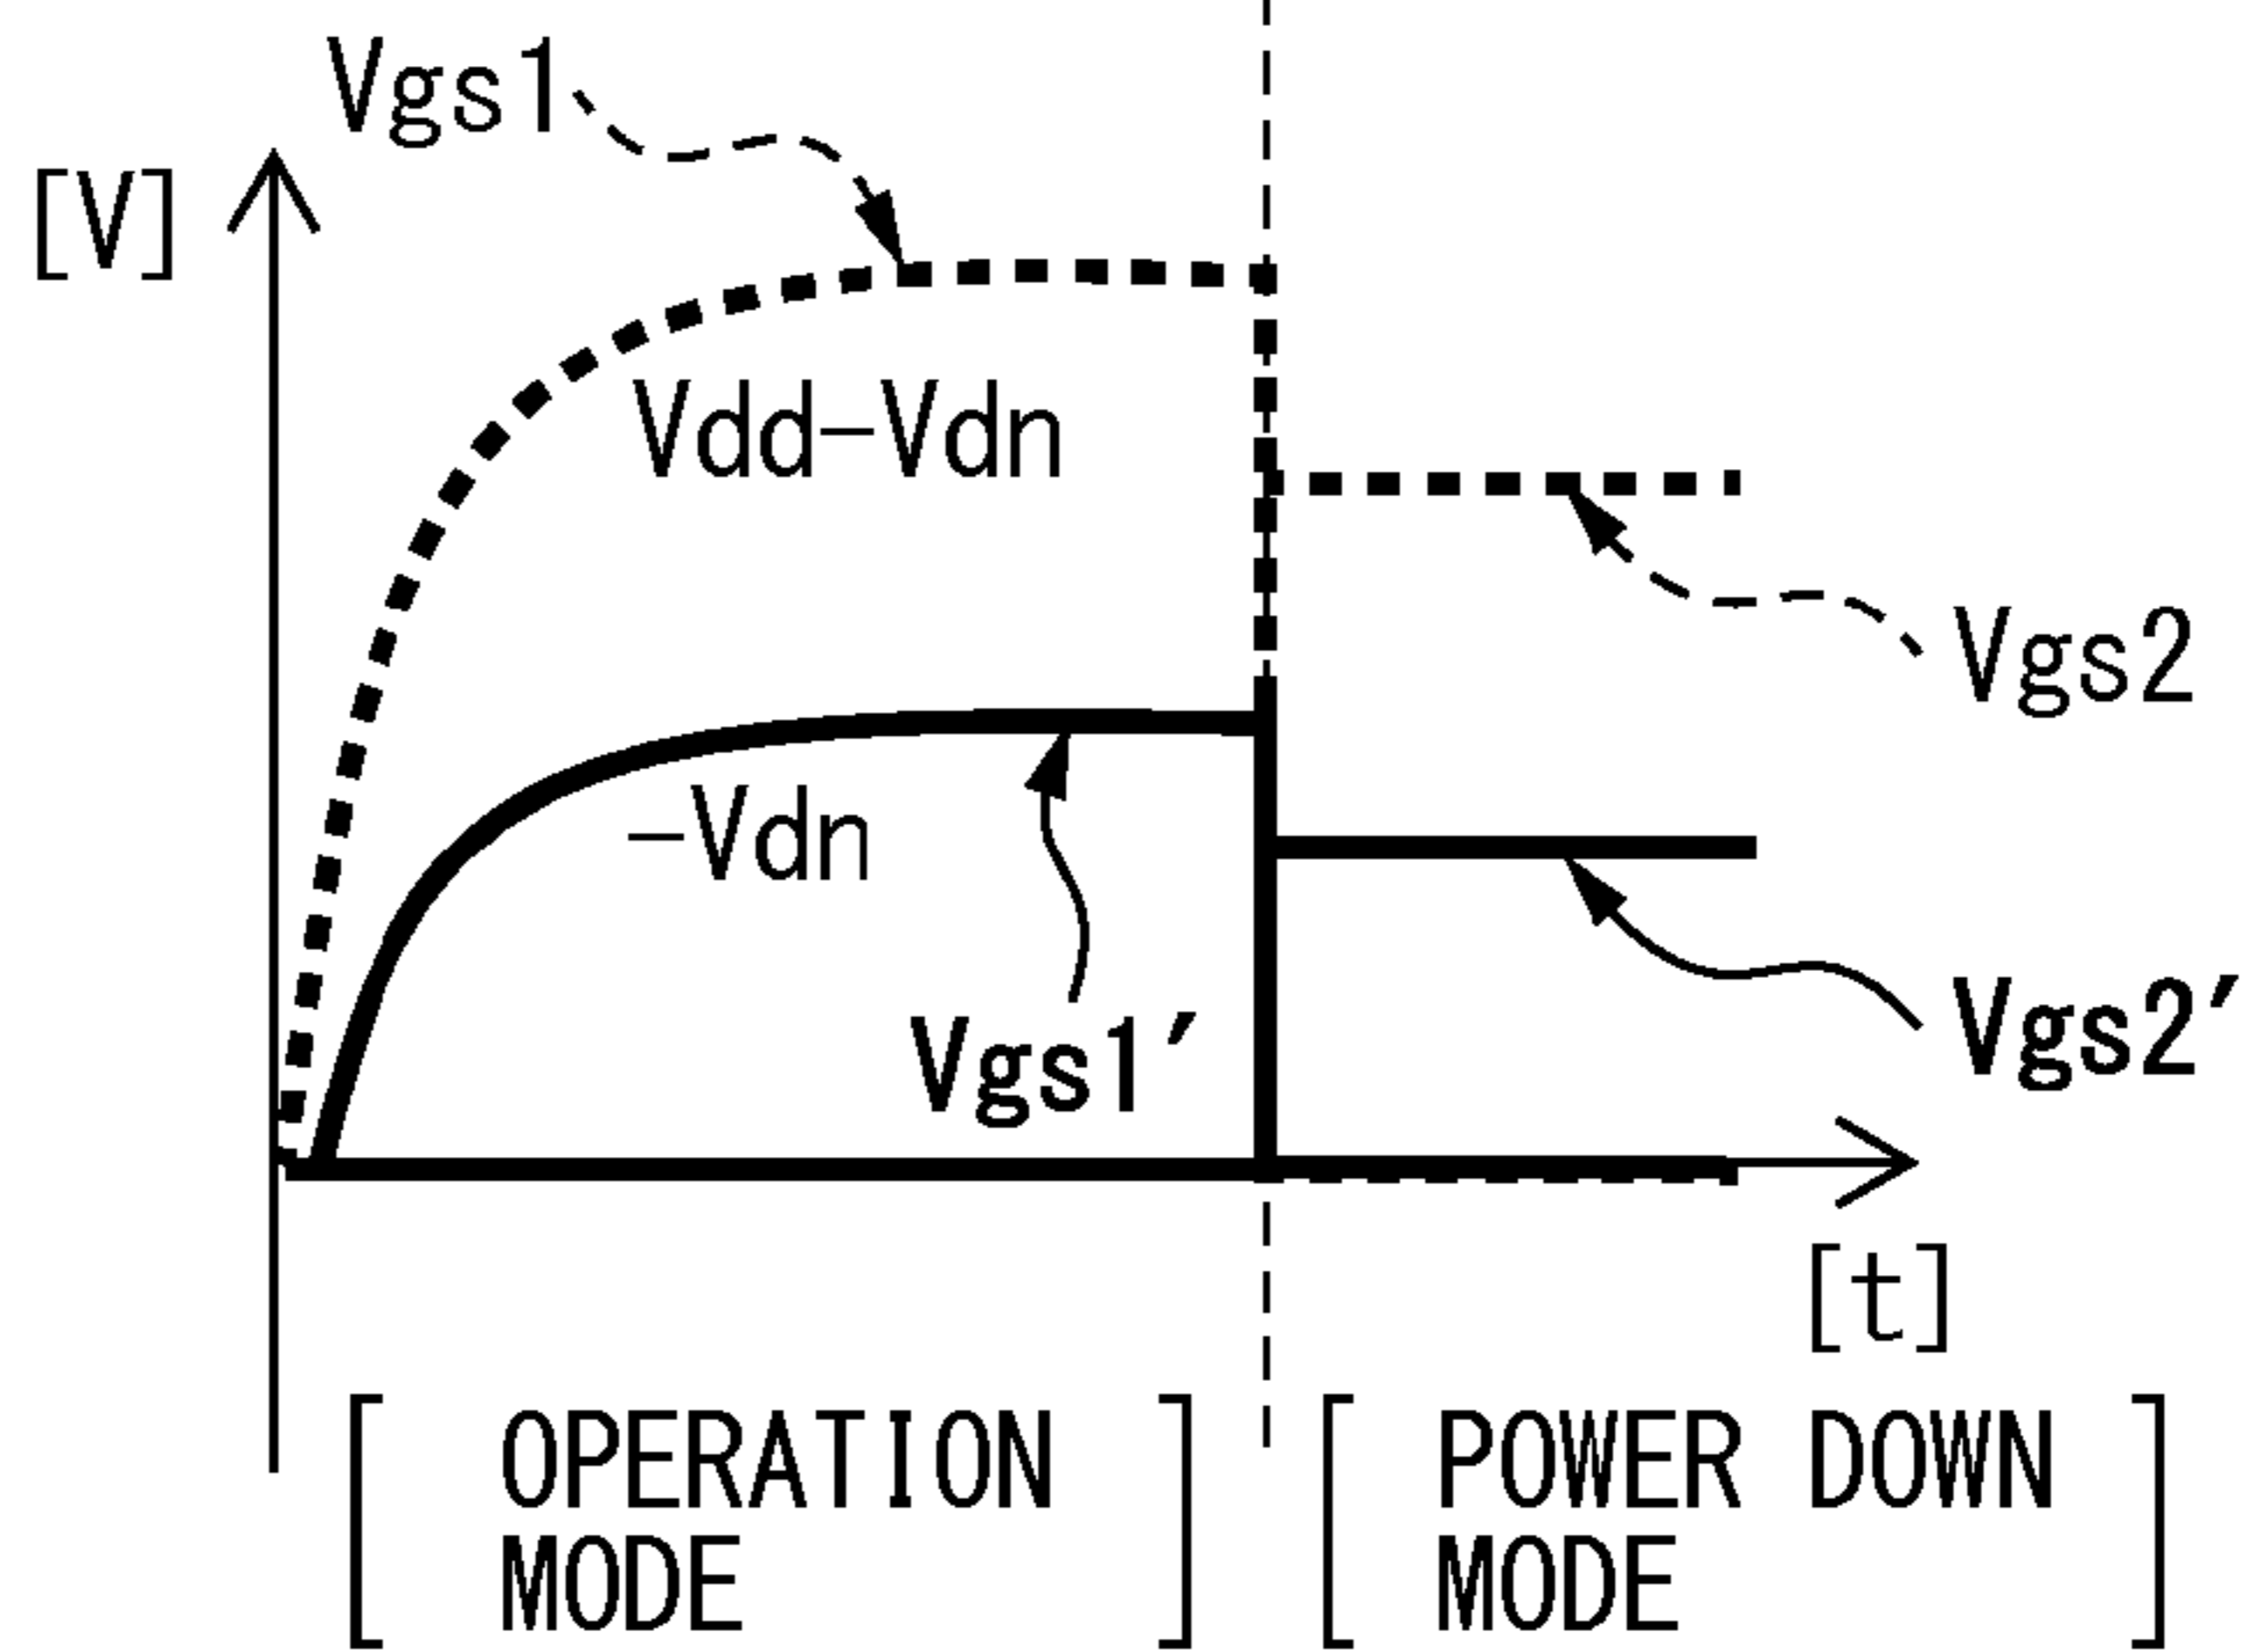 Vgs1
[V]
Vdd-Vdn
Vgs2
-Vdn
Vgs1′
Vgs2′
[t]
[OPERATION MODE]
[POWER DOWN MODE]